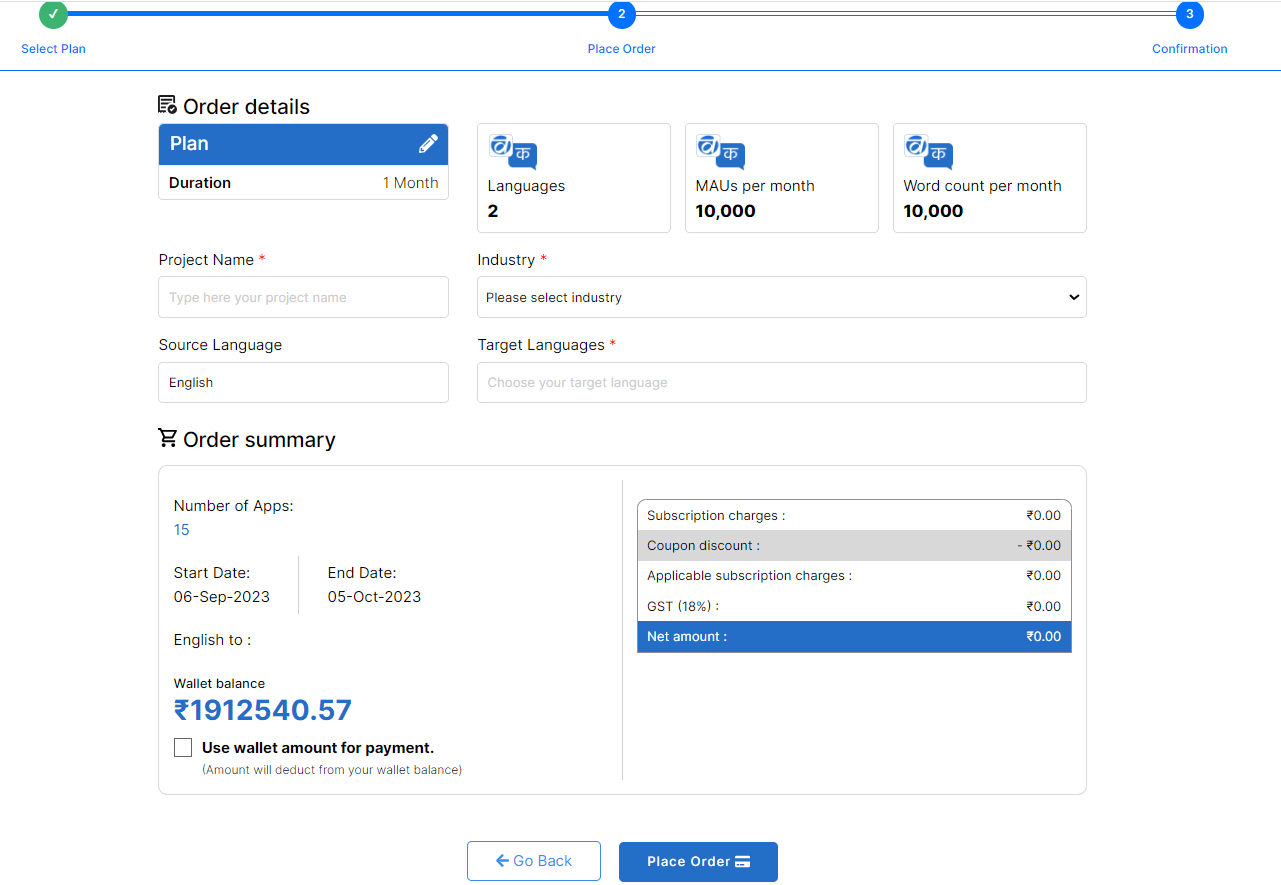 ✓ 2 3
Select Plan Place Order Confirmation
Order details
Plan
Duration 1 Month
Languages
2
MAUs per month
10,000
Word count per month
10,000
Project Name *
Type here your project name
Industry *
Please select industry
Source Language
English
Target Languages *
Choose your target language
Order summary
Number of Apps:
15
Start Date:
06-Sep-2023
End Date:
05-Oct-2023
English to :
Wallet balance
₹1912540.57
Use wallet amount for payment.
(Amount will deduct from your wallet balance)
Subscription charges : ₹0.00
Coupon discount : - ₹0.00
Applicable subscription charges : ₹0.00
GST (18%) : ₹0.00
Net amount : ₹0.00
Go Back
Place Order